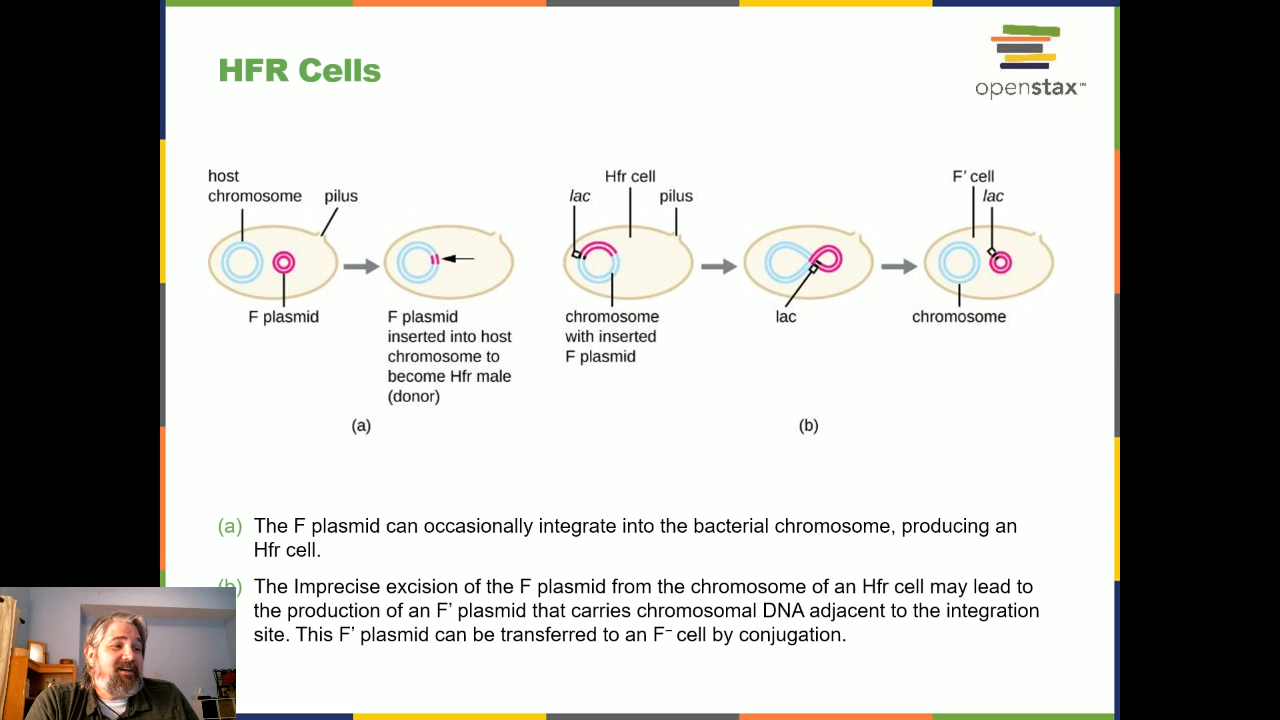 HFR Cells
openstax™
host
chromosome
pilus
F plasmid
F plasmid
inserted into host
chromosome to
become Hfr male
(donor)
(a)
Hfr cell
lac
pilus
chromosome
with inserted
F plasmid
lac
F′ cell
lac
chromosome
(b)
(a) The F plasmid can occasionally integrate into the bacterial chromosome, producing an
Hfr cell.
(b) The Imprecise excision of the F plasmid from the chromosome of an Hfr cell may lead to
the production of an F’ plasmid that carries chromosomal DNA adjacent to the integration
site. This F’ plasmid can be transferred to an F⁻ cell by conjugation.